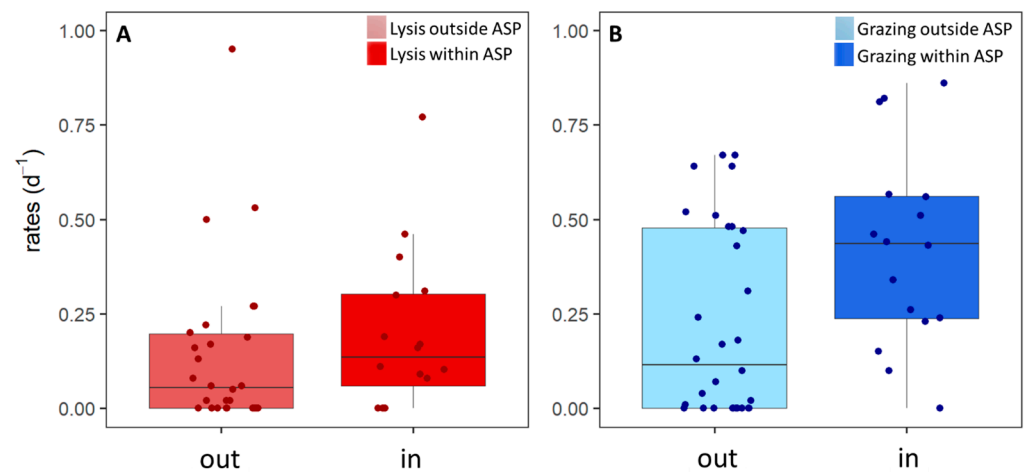 A
Lysis outside ASP
Lysis within ASP
1.00
0.75
0.50
0.25
0.00
rates (d⁻¹)
out
in
B
Grazing outside ASP
Grazing within ASP
1.00
0.75
0.50
0.25
0.00
out
in